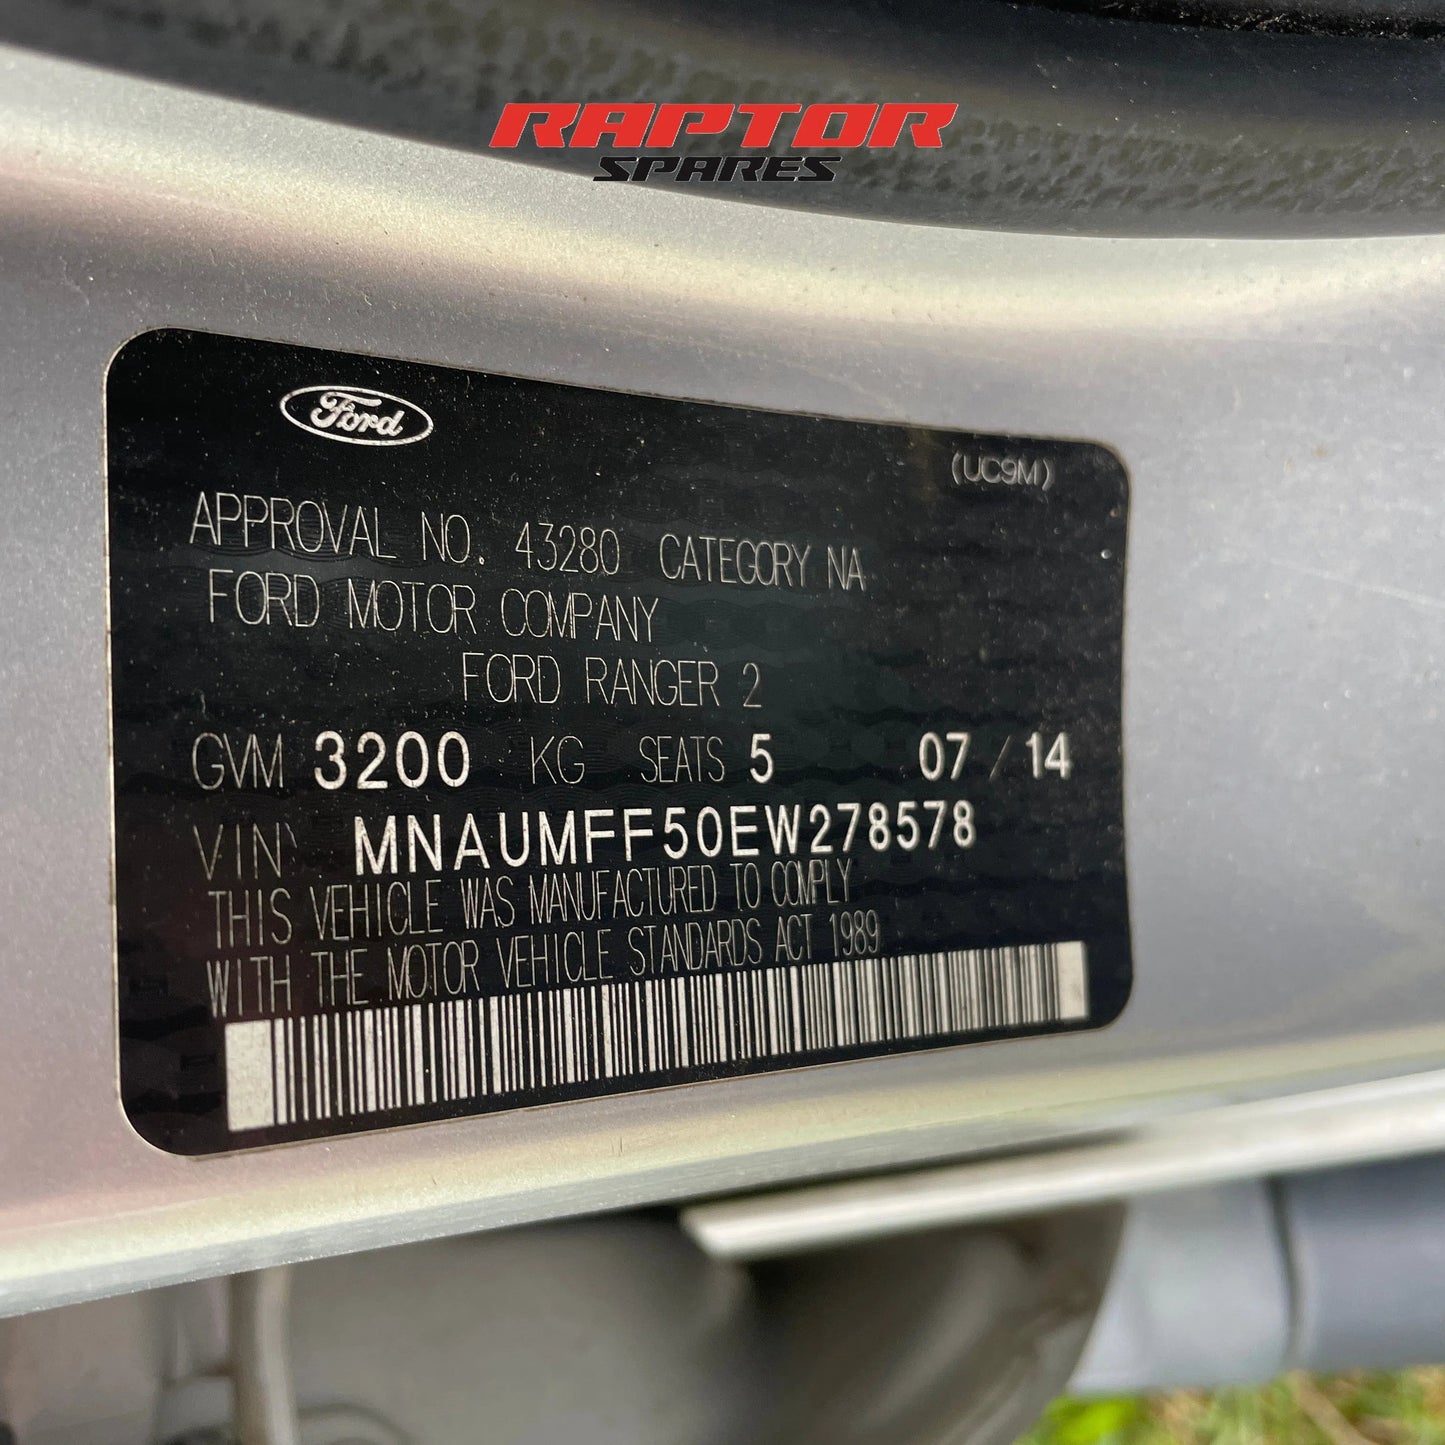 RAPTOR
SPARES
Ford
(UC9M)
APPROVAL NO. 43280 CATEGORY NA
FORD MOTOR COMPANY
FORD RANGER 2
GVM 3200 KG SEATS 5 07 / 14
VIN MNAUMFF50EW278578
THIS VEHICLE WAS MANUFACTURED TO COMPLY
WITH THE MOTOR VEHICLE STANDARDS ACT 1989